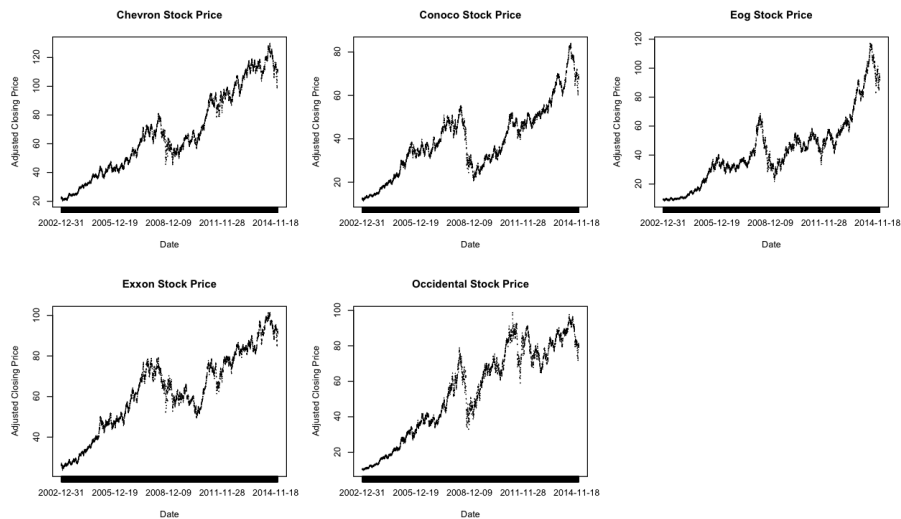 Chevron Stock Price
Adjusted Closing Price
120
100
80
60
40
20
2002-12-31 2005-12-19 2008-12-09 2011-11-28 2014-11-18
Date
Conoco Stock Price
Adjusted Closing Price
80
60
40
20
2002-12-31 2005-12-19 2008-12-09 2011-11-28 2014-11-18
Date
Eog Stock Price
Adjusted Closing Price
120
100
80
60
40
20
2002-12-31 2005-12-19 2008-12-09 2011-11-28 2014-11-18
Date
Exxon Stock Price
Adjusted Closing Price
100
80
60
40
2002-12-31 2005-12-19 2008-12-09 2011-11-28 2014-11-18
Date
Occidental Stock Price
Adjusted Closing Price
100
80
60
40
20
2002-12-31 2005-12-19 2008-12-09 2011-11-28 2014-11-18
Date